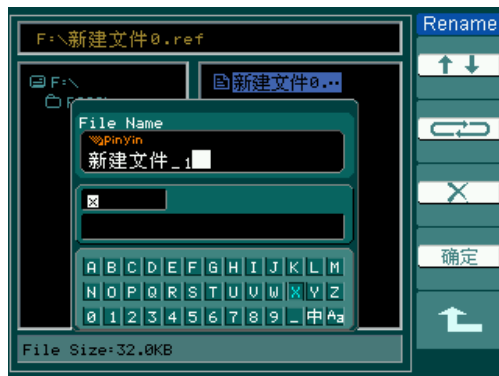 Rename
F:\新建文件0.ref
F:\
新建文件0.··
File Name
PinYin
新建文件_1
x
A B C D E F G H I J K L M
N O P Q R S T U V W X Y Z
0 1 2 3 4 5 6 7 8 9 _ 中 Aa
确定
File Size:32.0KB